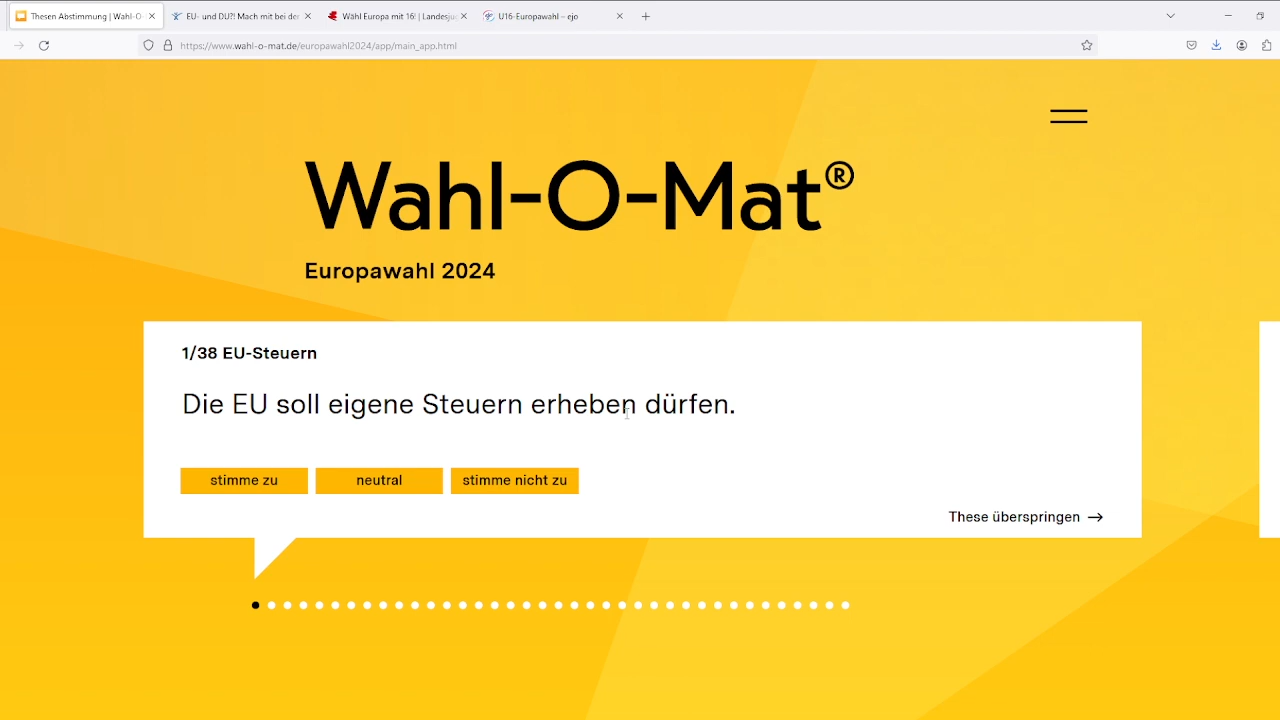 Thesen Abstimmung | Wahl-O
EU- und DU?! Mach mit bei der
Wähl Europa mit 16! | Landesju
U16-Europawahl – ejo
https://www.wahl-o-mat.de/europawahl2024/app/main_app.html
Wahl-O-Mat®
Europawahl 2024
1/38 EU-Steuern
Die EU soll eigene Steuern erheben dürfen.
stimme zu
neutral
stimme nicht zu
These überspringen →